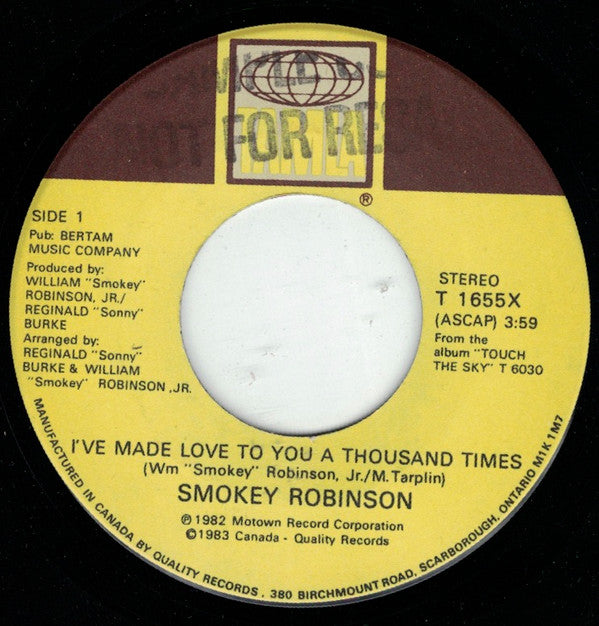 SAMPLE COPY
NOT FOR RESALE
TAMLA
®
SIDE 1
Pub: BERTAM
MUSIC COMPANY
Produced by:
WILLIAM "Smokey"
ROBINSON, JR./
REGINALD "Sonny"
BURKE
Arranged by:
REGINALD "Sonny"
BURKE & WILLIAM
"Smokey" ROBINSON,JR.
STEREO
T 1655X
(ASCAP) 3:59
From the
album "TOUCH
THE SKY" T 6030
I'VE MADE LOVE TO YOU A THOUSAND TIMES
(Wm "Smokey" Robinson, Jr./M. Tarplin)
SMOKEY ROBINSON
℗1982 Motown Record Corporation
©1983 Canada - Quality Records
MANUFACTURED IN CANADA BY QUALITY RECORDS . 380 BIRCHMOUNT ROAD, SCARBOROUGH, ONTARIO M1K 1M7